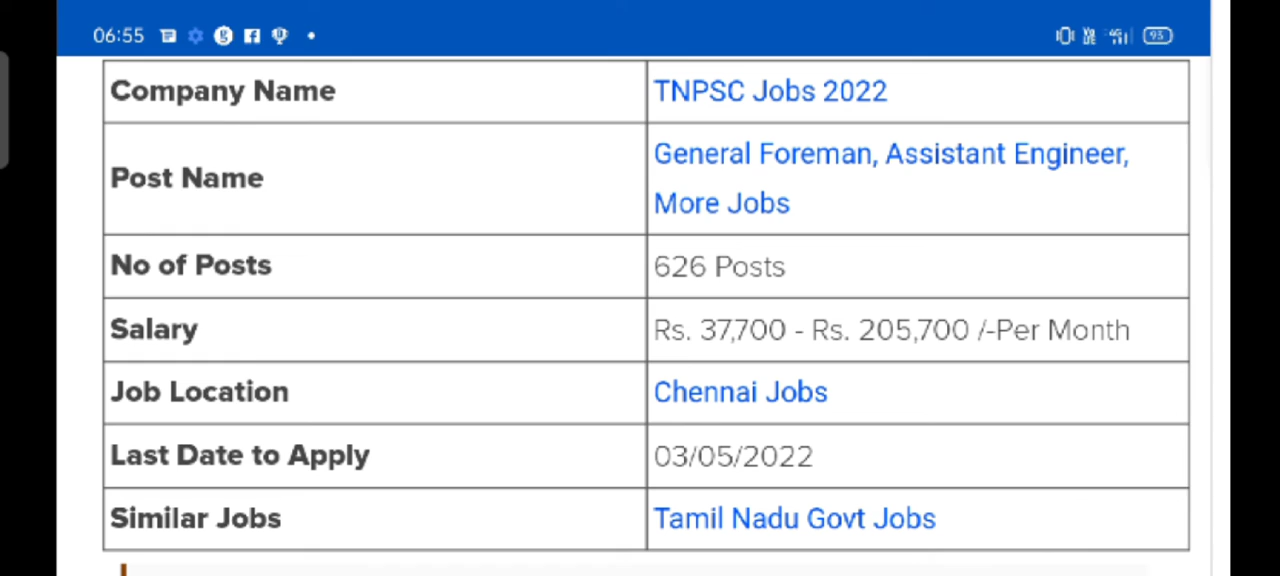 06:55
93
Company Name
TNPSC Jobs 2022
Post Name
General Foreman, Assistant Engineer,
More Jobs
No of Posts
626 Posts
Salary
Rs. 37,700 - Rs. 205,700 /-Per Month
Job Location
Chennai Jobs
Last Date to Apply
03/05/2022
Similar Jobs
Tamil Nadu Govt Jobs